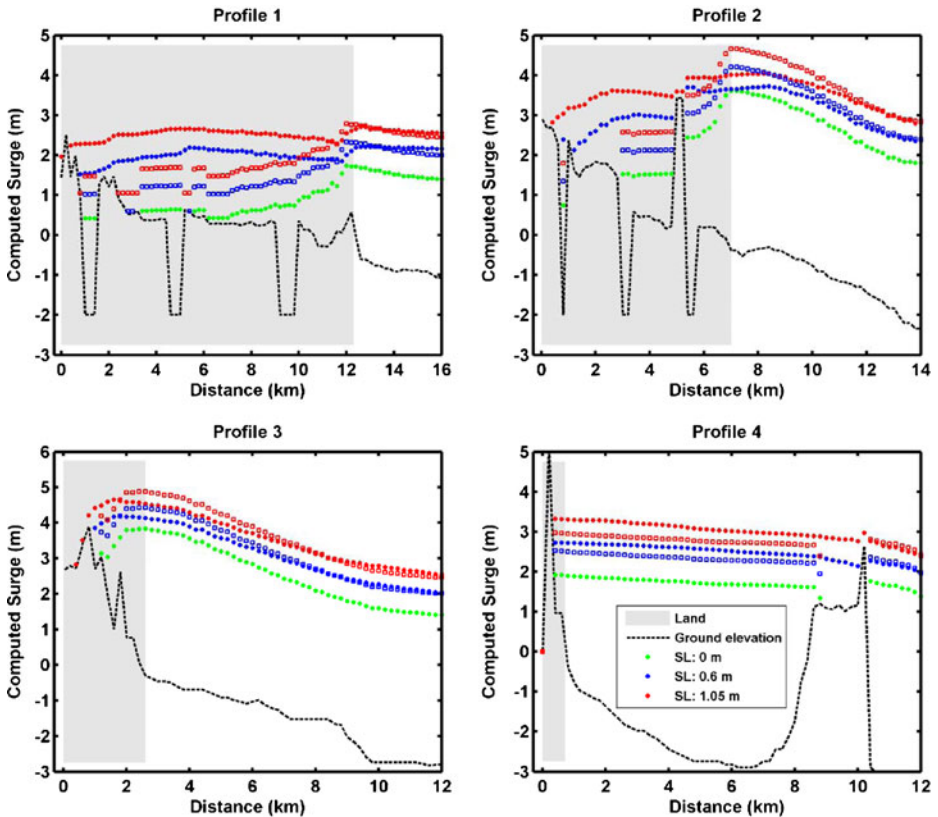 Profile 1
Computed Surge (m)
5
4
3
2
1
0
-1
-2
-3
0 2 4 6 8 10 12 14 16
Distance (km)
Profile 2
Computed Surge (m)
5
4
3
2
1
0
-1
-2
-3
0 2 4 6 8 10 12 14
Distance (km)
Profile 3
Computed Surge (m)
6
5
4
3
2
1
0
-1
-2
-3
0 2 4 6 8 10 12
Distance (km)
Profile 4
Computed Surge (m)
5
4
3
2
1
0
-1
-2
-3
0 2 4 6 8 10 12
Distance (km)
Land
Ground elevation
SL: 0 m
SL: 0.6 m
SL: 1.05 m